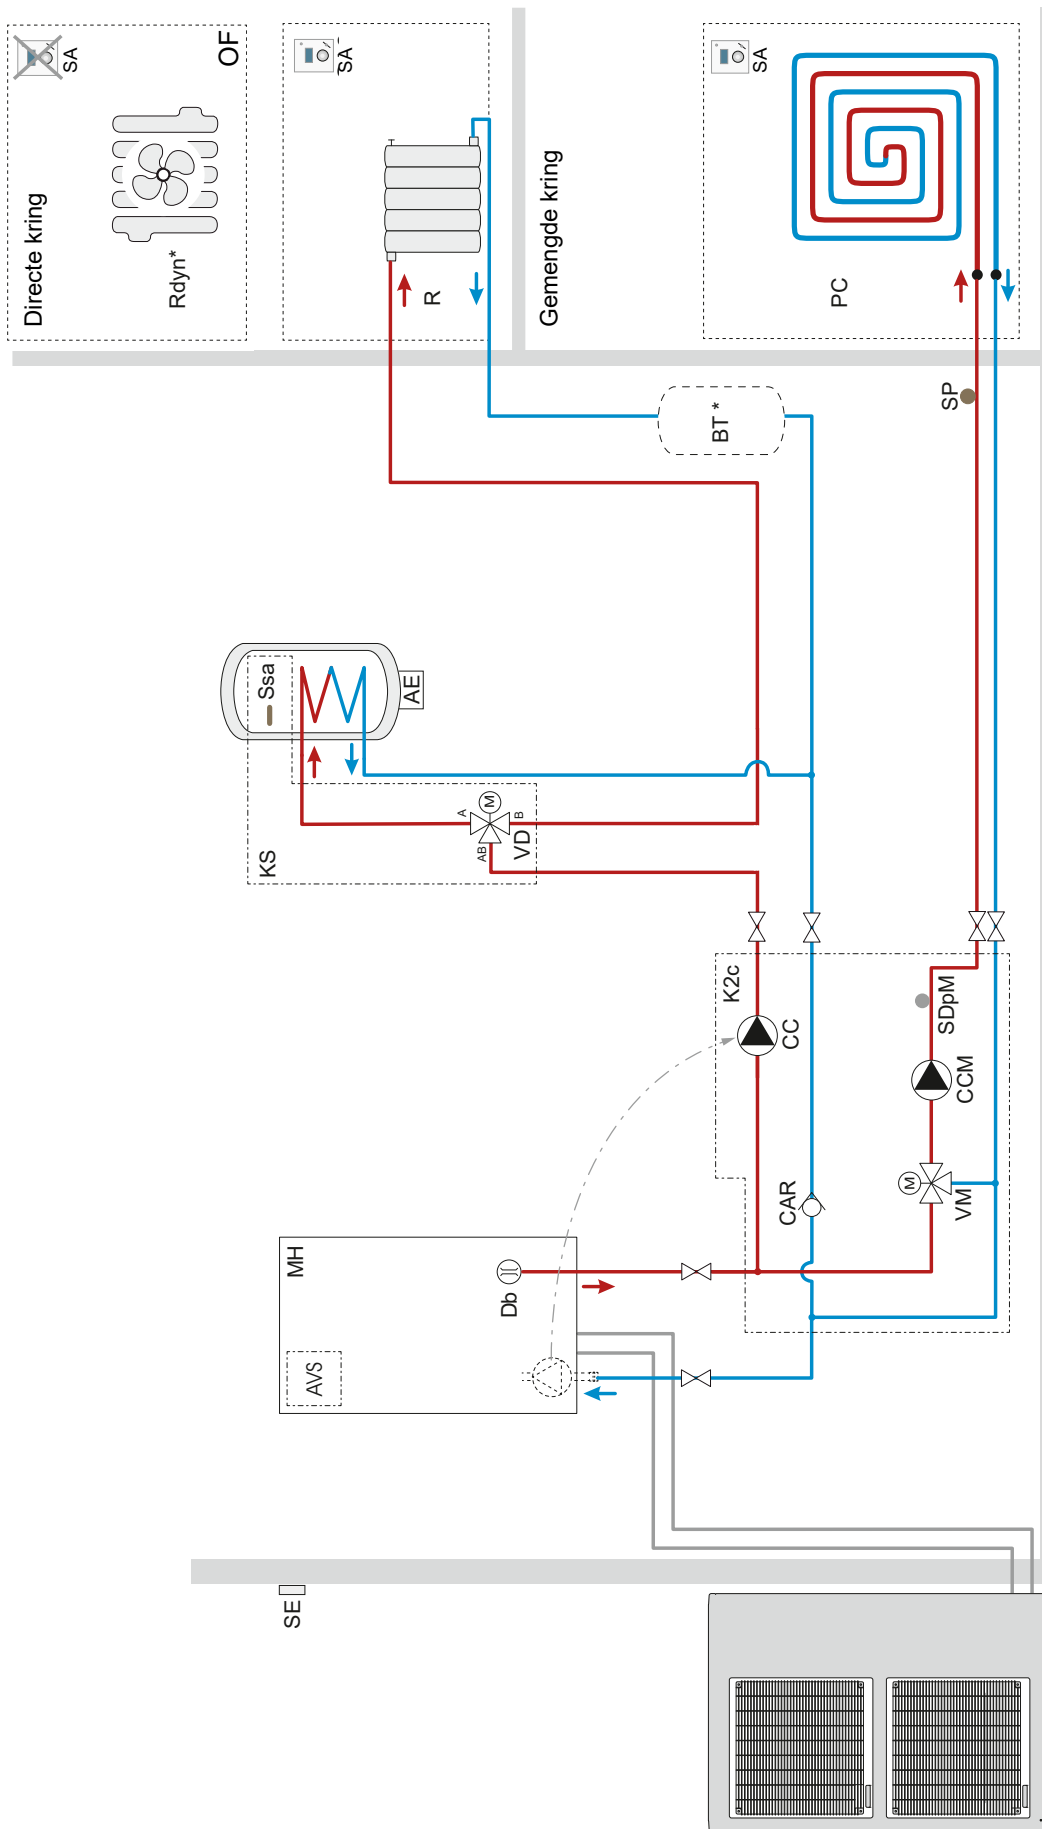 Directe kring
SA
OF
Rdyn*
SA
R
Gemengde kring
SA
PC
SP
BT *
Ssa
AE
KS
A
M
B
AB
VD
K2c
CC
SDpM
CCM
CAR
M
VM
MH
Db
AVS
SE